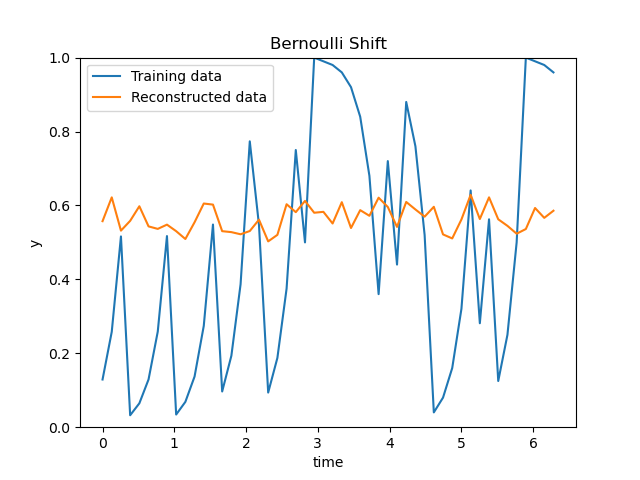 Bernoulli Shift
Training data
Reconstructed data
1.0
0.8
0.6
0.4
0.2
0.0
y
0 1 2 3 4 5 6
time